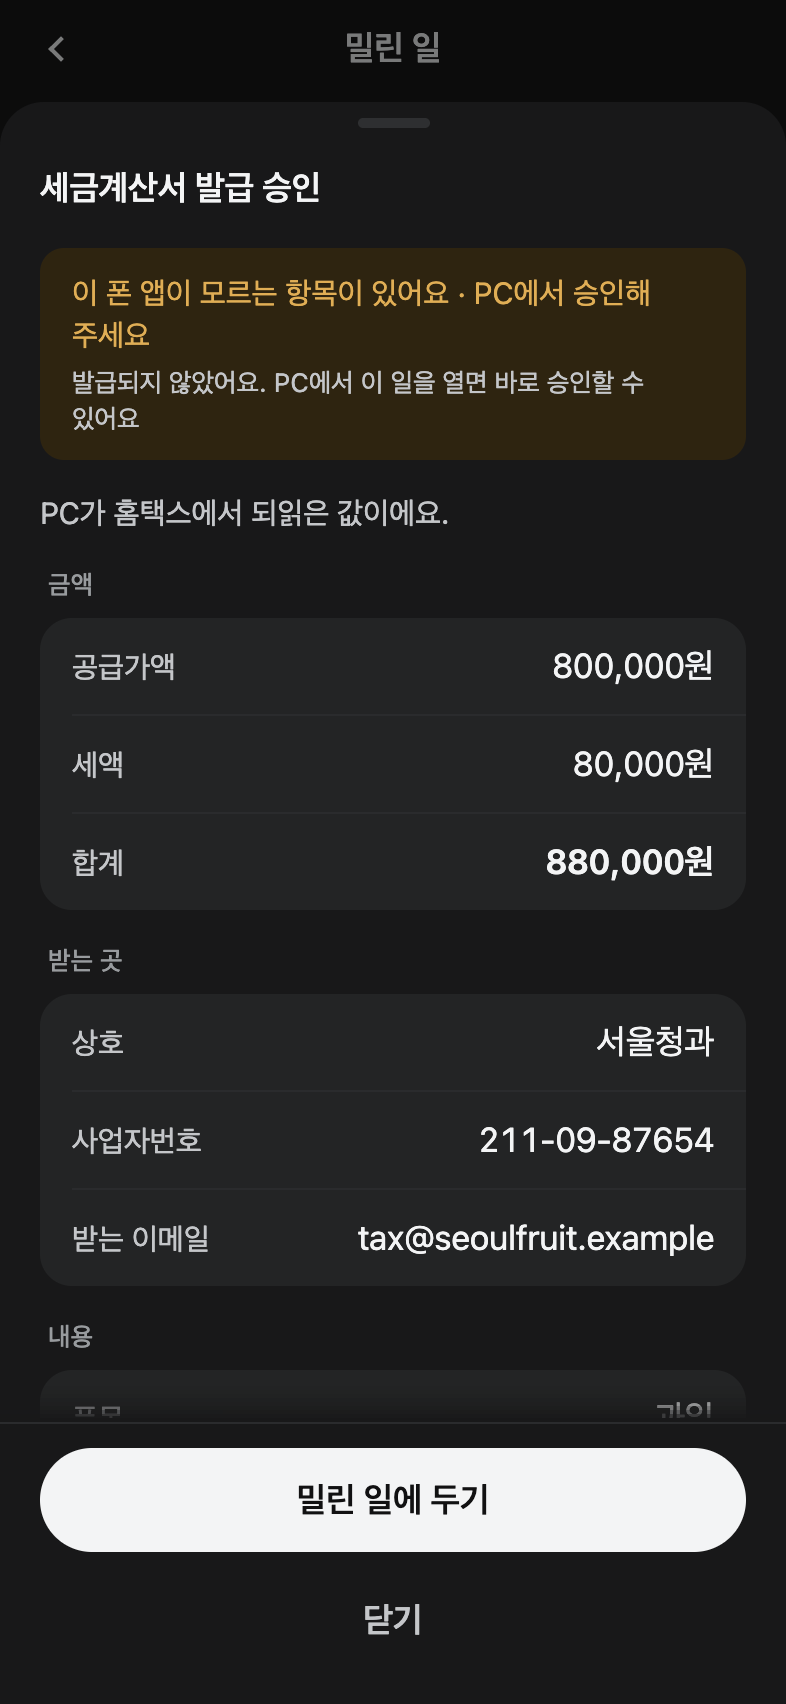 밀린 일
세금계산서 발급 승인
이 폰 앱이 모르는 항목이 있어요 · PC에서 승인해
주세요
발급되지 않았어요. PC에서 이 일을 열면 바로 승인할 수
있어요
PC가 홈택스에서 되읽은 값이에요.
금액
공급가액 800,000원
세액 80,000원
합계 880,000원
받는 곳
상호 서울청과
사업자번호 211-09-87654
받는 이메일 tax@seoulfruit.example
내용
밀린 일에 두기
닫기